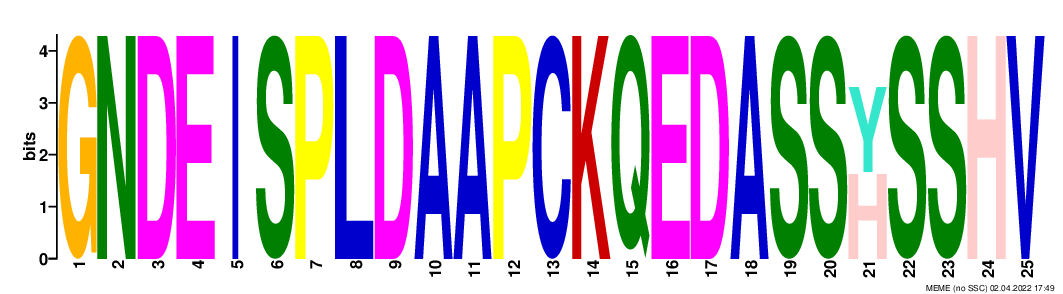 bits
4
3
2
1
0
GNDEISPLDAAPCKQEDASSYSSHV
H
1 2 3 4 5 6 7 8 9 10 11 12 13 14 15 16 17 18 19 20 21 22 23 24 25
MEME (no SSC) 02.04.2022 17:49